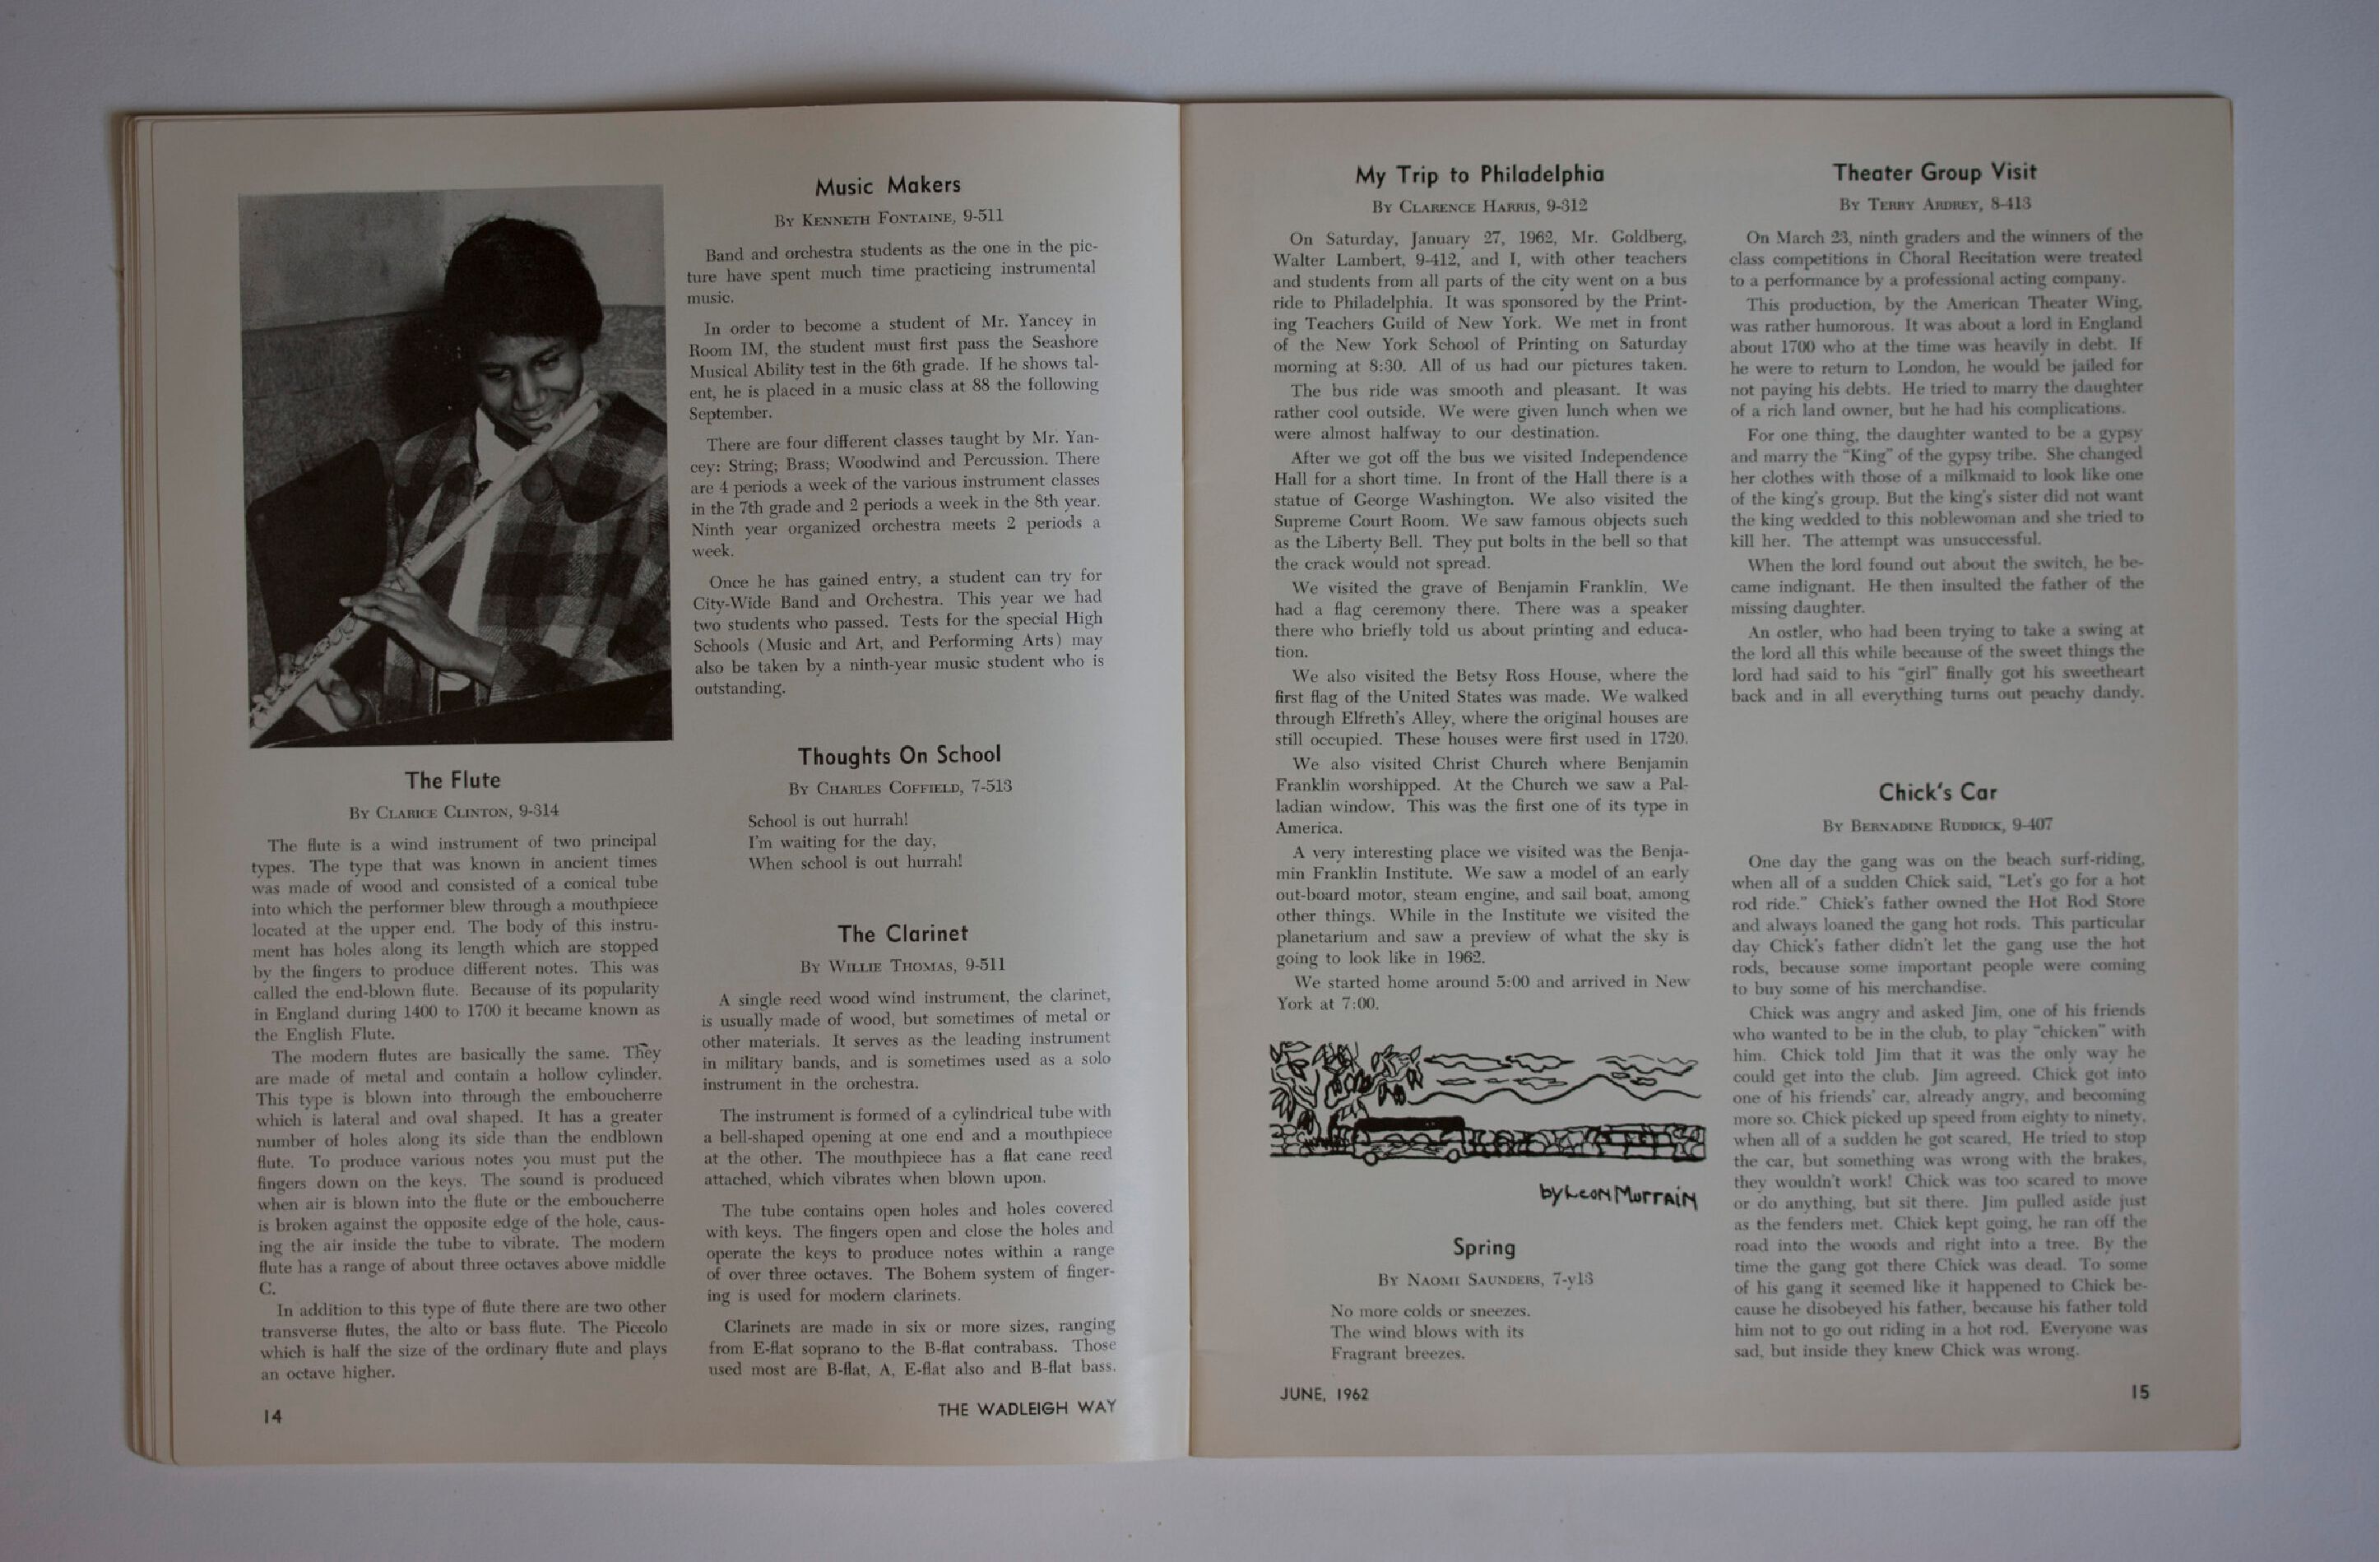 The Flute
By Clarice Clinton, 9-314
The flute is a wind instrument of two principal
types. The type that was known in ancient times
was made of wood and consisted of a conical tube
into which the performer blew through a mouthpiece
located at the upper end. The body of this instru-
ment has holes along its length which are stopped
by the fingers to produce different notes. This was
called the end-blown flute. Because of its popularity
in England during 1400 to 1700 it became known as
the English Flute.
The modern flutes are basically the same. They
are made of metal and contain a hollow cylinder.
This type is blown into through the emboucherre
which is lateral and oval shaped. It has a greater
number of holes along its side than the endblown
flute. To produce various notes you must put the
fingers down on the keys. The sound is produced
when air is blown into the flute or the emboucherre
is broken against the opposite edge of the hole, caus-
ing the air inside the tube to vibrate. The modern
flute has a range of about three octaves above middle
C.
In addition to this type of flute there are two other
transverse flutes, the alto or bass flute. The Piccolo
which is half the size of the ordinary flute and plays
an octave higher.
14
Music Makers
By Kenneth Fontaine, 9-511
Band and orchestra students as the one in the pic-
ture have spent much time practicing instrumental
music.
In order to become a student of Mr. Yancey in
Room 1M, the student must first pass the Seashore
Musical Ability test in the 6th grade. If he shows tal-
ent, he is placed in a music class at 88 the following
September.
There are four different classes taught by Mr. Yan-
cey: String; Brass; Woodwind and Percussion. There
are 4 periods a week of the various instrument classes
in the 7th grade and 2 periods a week in the 8th year.
Ninth year organized orchestra meets 2 periods a
week.
Once he has gained entry, a student can try for
City-Wide Band and Orchestra. This year we had
two students who passed. Tests for the special High
Schools (Music and Art, and Performing Arts) may
also be taken by a ninth-year music student who is
outstanding.
Thoughts On School
By Charles Coffield, 7-513
School is out hurrah!
I'm waiting for the day,
When school is out hurrah!
The Clarinet
By Willie Thomas, 9-511
A single reed wood wind instrument, the clarinet,
is usually made of wood, but sometimes of metal or
other materials. It serves as the leading instrument
in military bands, and is sometimes used as a solo
instrument in the orchestra.
The instrument is formed of a cylindrical tube with
a bell-shaped opening at one end and a mouthpiece
at the other. The mouthpiece has a flat cane reed
attached, which vibrates when blown upon.
The tube contains open holes and holes covered
with keys. The fingers open and close the holes and
operate the keys to produce notes within a range
of over three octaves. The Bohem system of finger-
ing is used for modern clarinets.
Clarinets are made in six or more sizes, ranging
from E-flat soprano to the B-flat contrabass. Those
used most are B-flat, A, E-flat also and B-flat bass.
THE WADLEIGH WAY
My Trip to Philadelphia
By Clarence Harris, 9-312
On Saturday, January 27, 1962, Mr. Goldberg,
Walter Lambert, 9-412, and I, with other teachers
and students from all parts of the city went on a bus
ride to Philadelphia. It was sponsored by the Print-
ing Teachers Guild of New York. We met in front
of the New York School of Printing on Saturday
morning at 8:30. All of us had our pictures taken.
The bus ride was smooth and pleasant. It was
rather cool outside. We were given lunch when we
were almost halfway to our destination.
After we got off the bus we visited Independence
Hall for a short time. In front of the Hall there is a
statue of George Washington. We also visited the
Supreme Court Room. We saw famous objects such
as the Liberty Bell. They put bolts in the bell so that
the crack would not spread.
We visited the grave of Benjamin Franklin. We
had a flag ceremony there. There was a speaker
there who briefly told us about printing and educa-
tion.
We also visited the Betsy Ross House, where the
first flag of the United States was made. We walked
through Elfreth's Alley, where the original houses are
still occupied. These houses were first used in 1720.
We also visited Christ Church where Benjamin
Franklin worshipped. At the Church we saw a Pal-
ladian window. This was the first one of its type in
America.
A very interesting place we visited was the Benja-
min Franklin Institute. We saw a model of an early
out-board motor, steam engine, and sail boat, among
other things. While in the Institute we visited the
planetarium and saw a preview of what the sky is
going to look like in 1962.
We started home around 5:00 and arrived in New
York at 7:00.
by Leon Murrain
Spring
By Naomi Saunders, 7-y13
No more colds or sneezes.
The wind blows with its
Fragrant breezes.
JUNE, 1962
Theater Group Visit
By Terry Ardrey, 8-413
On March 23, ninth graders and the winners of the
class competitions in Choral Recitation were treated
to a performance by a professional acting company.
This production, by the American Theater Wing,
was rather humorous. It was about a lord in England
about 1700 who at the time was heavily in debt. If
he were to return to London, he would be jailed for
not paying his debts. He tried to marry the daughter
of a rich land owner, but he had his complications.
For one thing, the daughter wanted to be a gypsy
and marry the "King" of the gypsy tribe. She changed
her clothes with those of a milkmaid to look like one
of the king's group. But the king's sister did not want
the king wedded to this noblewoman and she tried to
kill her. The attempt was unsuccessful.
When the lord found out about the switch, he be-
came indignant. He then insulted the father of the
missing daughter.
An ostler, who had been trying to take a swing at
the lord all this while because of the sweet things the
lord had said to his "girl" finally got his sweetheart
back and in all everything turns out peachy dandy.
Chick's Car
By Bernadine Ruddick, 9-407
One day the gang was on the beach surf-riding,
when all of a sudden Chick said, "Let's go for a hot
rod ride." Chick's father owned the Hot Rod Store
and always loaned the gang hot rods. This particular
day Chick's father didn't let the gang use the hot
rods, because some important people were coming
to buy some of his merchandise.
Chick was angry and asked Jim, one of his friends
who wanted to be in the club, to play "chicken" with
him. Chick told Jim that it was the only way he
could get into the club. Jim agreed. Chick got into
one of his friends' car, already angry, and becoming
more so. Chick picked up speed from eighty to ninety,
when all of a sudden he got scared, He tried to stop
the car, but something was wrong with the brakes,
they wouldn't work! Chick was too scared to move
or do anything, but sit there. Jim pulled aside just
as the fenders met. Chick kept going, he ran off the
road into the woods and right into a tree. By the
time the gang got there Chick was dead. To some
of his gang it seemed like it happened to Chick be-
cause he disobeyed his father, because his father told
him not to go out riding in a hot rod. Everyone was
sad, but inside they knew Chick was wrong.
15